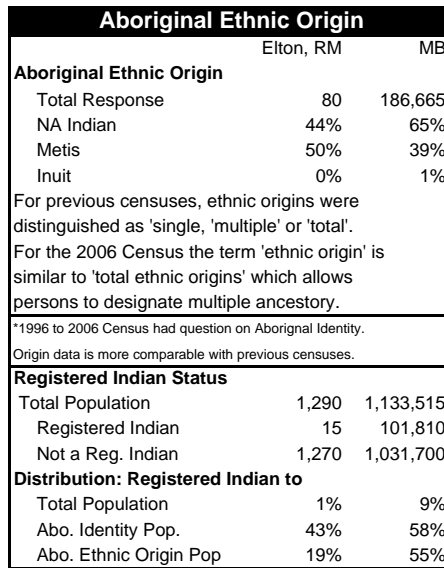 Aboriginal Ethnic Origin
Elton, RM MB
Aboriginal Ethnic Origin
Total Response 80 186,665
NA Indian 44% 65%
Metis 50% 39%
Inuit 0% 1%
For previous censuses, ethnic origins were
distinguished as 'single, 'multiple' or 'total'.
For the 2006 Census the term 'ethnic origin' is
similar to 'total ethnic origins' which allows
persons to designate multiple ancestory.
*1996 to 2006 Census had question on Aborignal Identity.
Origin data is more comparable with previous censuses.
Registered Indian Status
Total Population 1,290 1,133,515
Registered Indian 15 101,810
Not a Reg. Indian 1,270 1,031,700
Distribution: Registered Indian to
Total Population 1% 9%
Abo. Identity Pop. 43% 58%
Abo. Ethnic Origin Pop 19% 55%